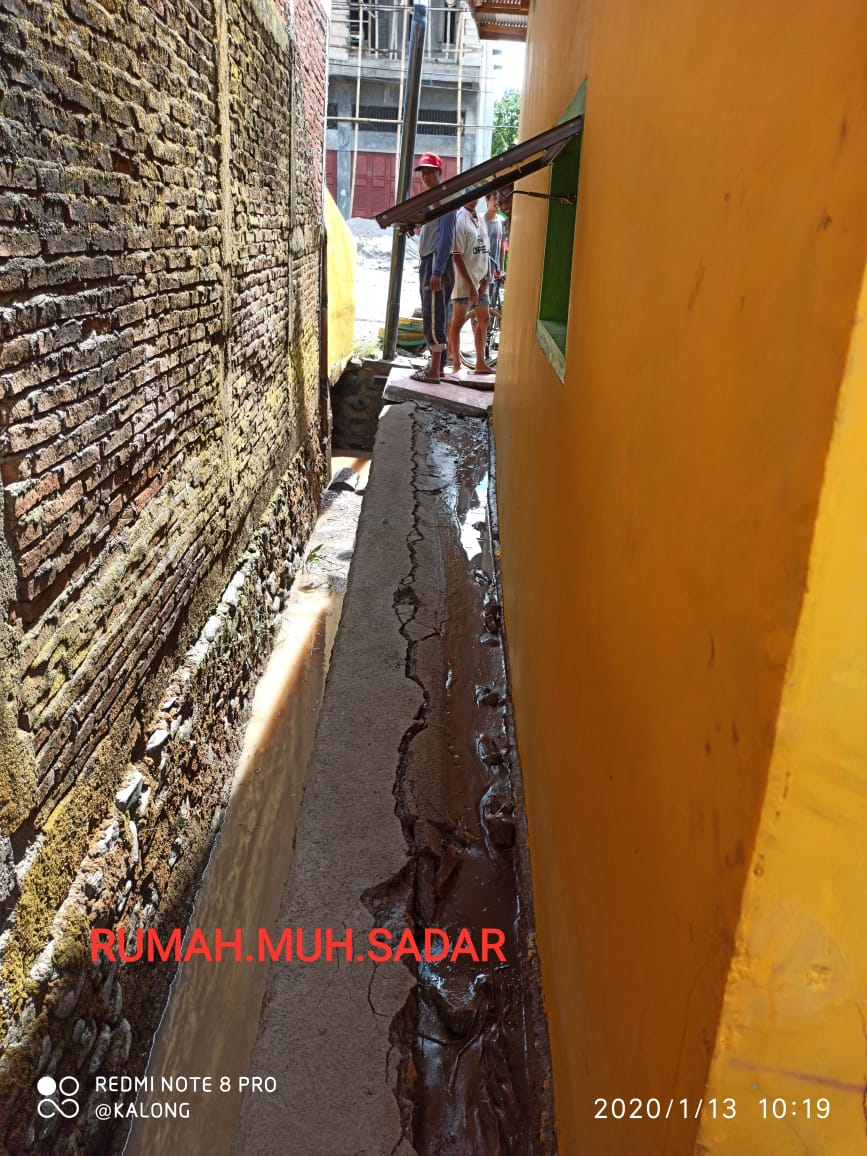 RUMAH.MUH.SADAR
REDMI NOTE 8 PRO
@KALONG
2020/1/13 10:19